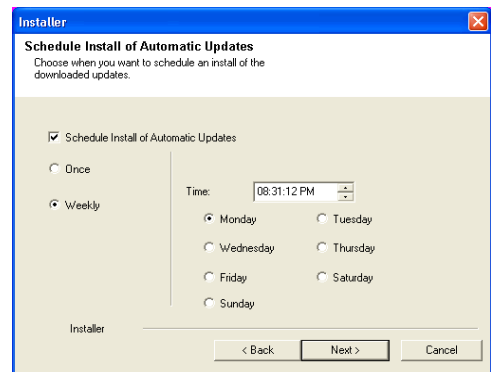 Installer
Schedule Install of Automatic Updates
Choose when you want to schedule an install of the
downloaded updates.
Schedule Install of Automatic Updates
Once
Weekly
Time: 08:31:12 PM
Monday Tuesday
Wednesday Thursday
Friday Saturday
Sunday
Installer
< Back Next > Cancel